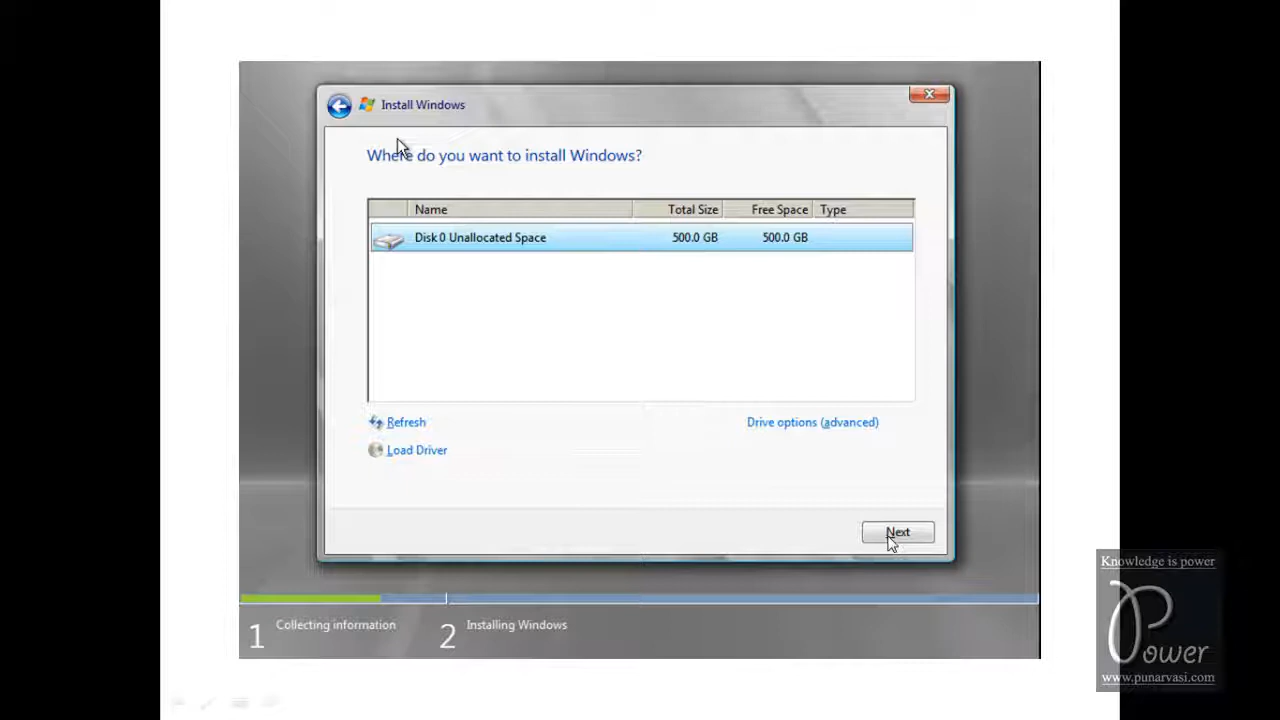 Install Windows
Where do you want to install Windows?
Name Total Size Free Space Type
Disk 0 Unallocated Space 500.0 GB 500.0 GB
Refresh Drive options (advanced)
Load Driver
Next
1 Collecting information 2 Installing Windows
Knowledge is power
Power
www.punarvasi.com